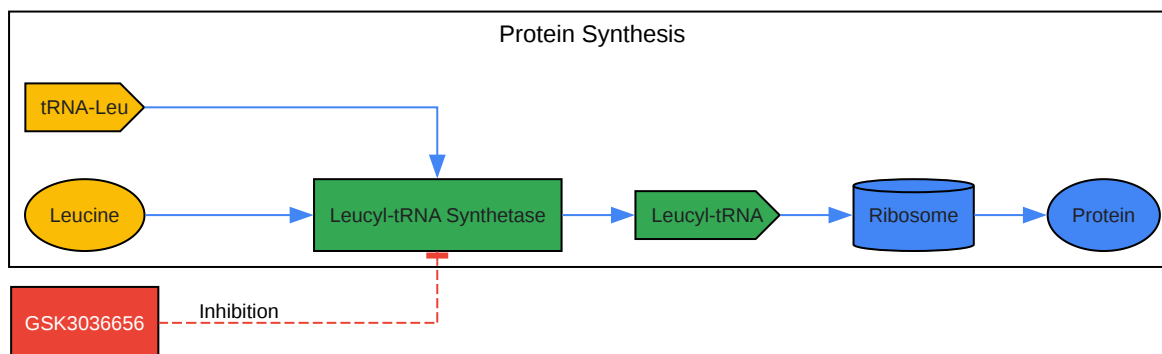 Protein Synthesis
tRNA-Leu
Leucine
Leucyl-tRNA Synthetase
Leucyl-tRNA
Ribosome
Protein
GSK3036656
Inhibition